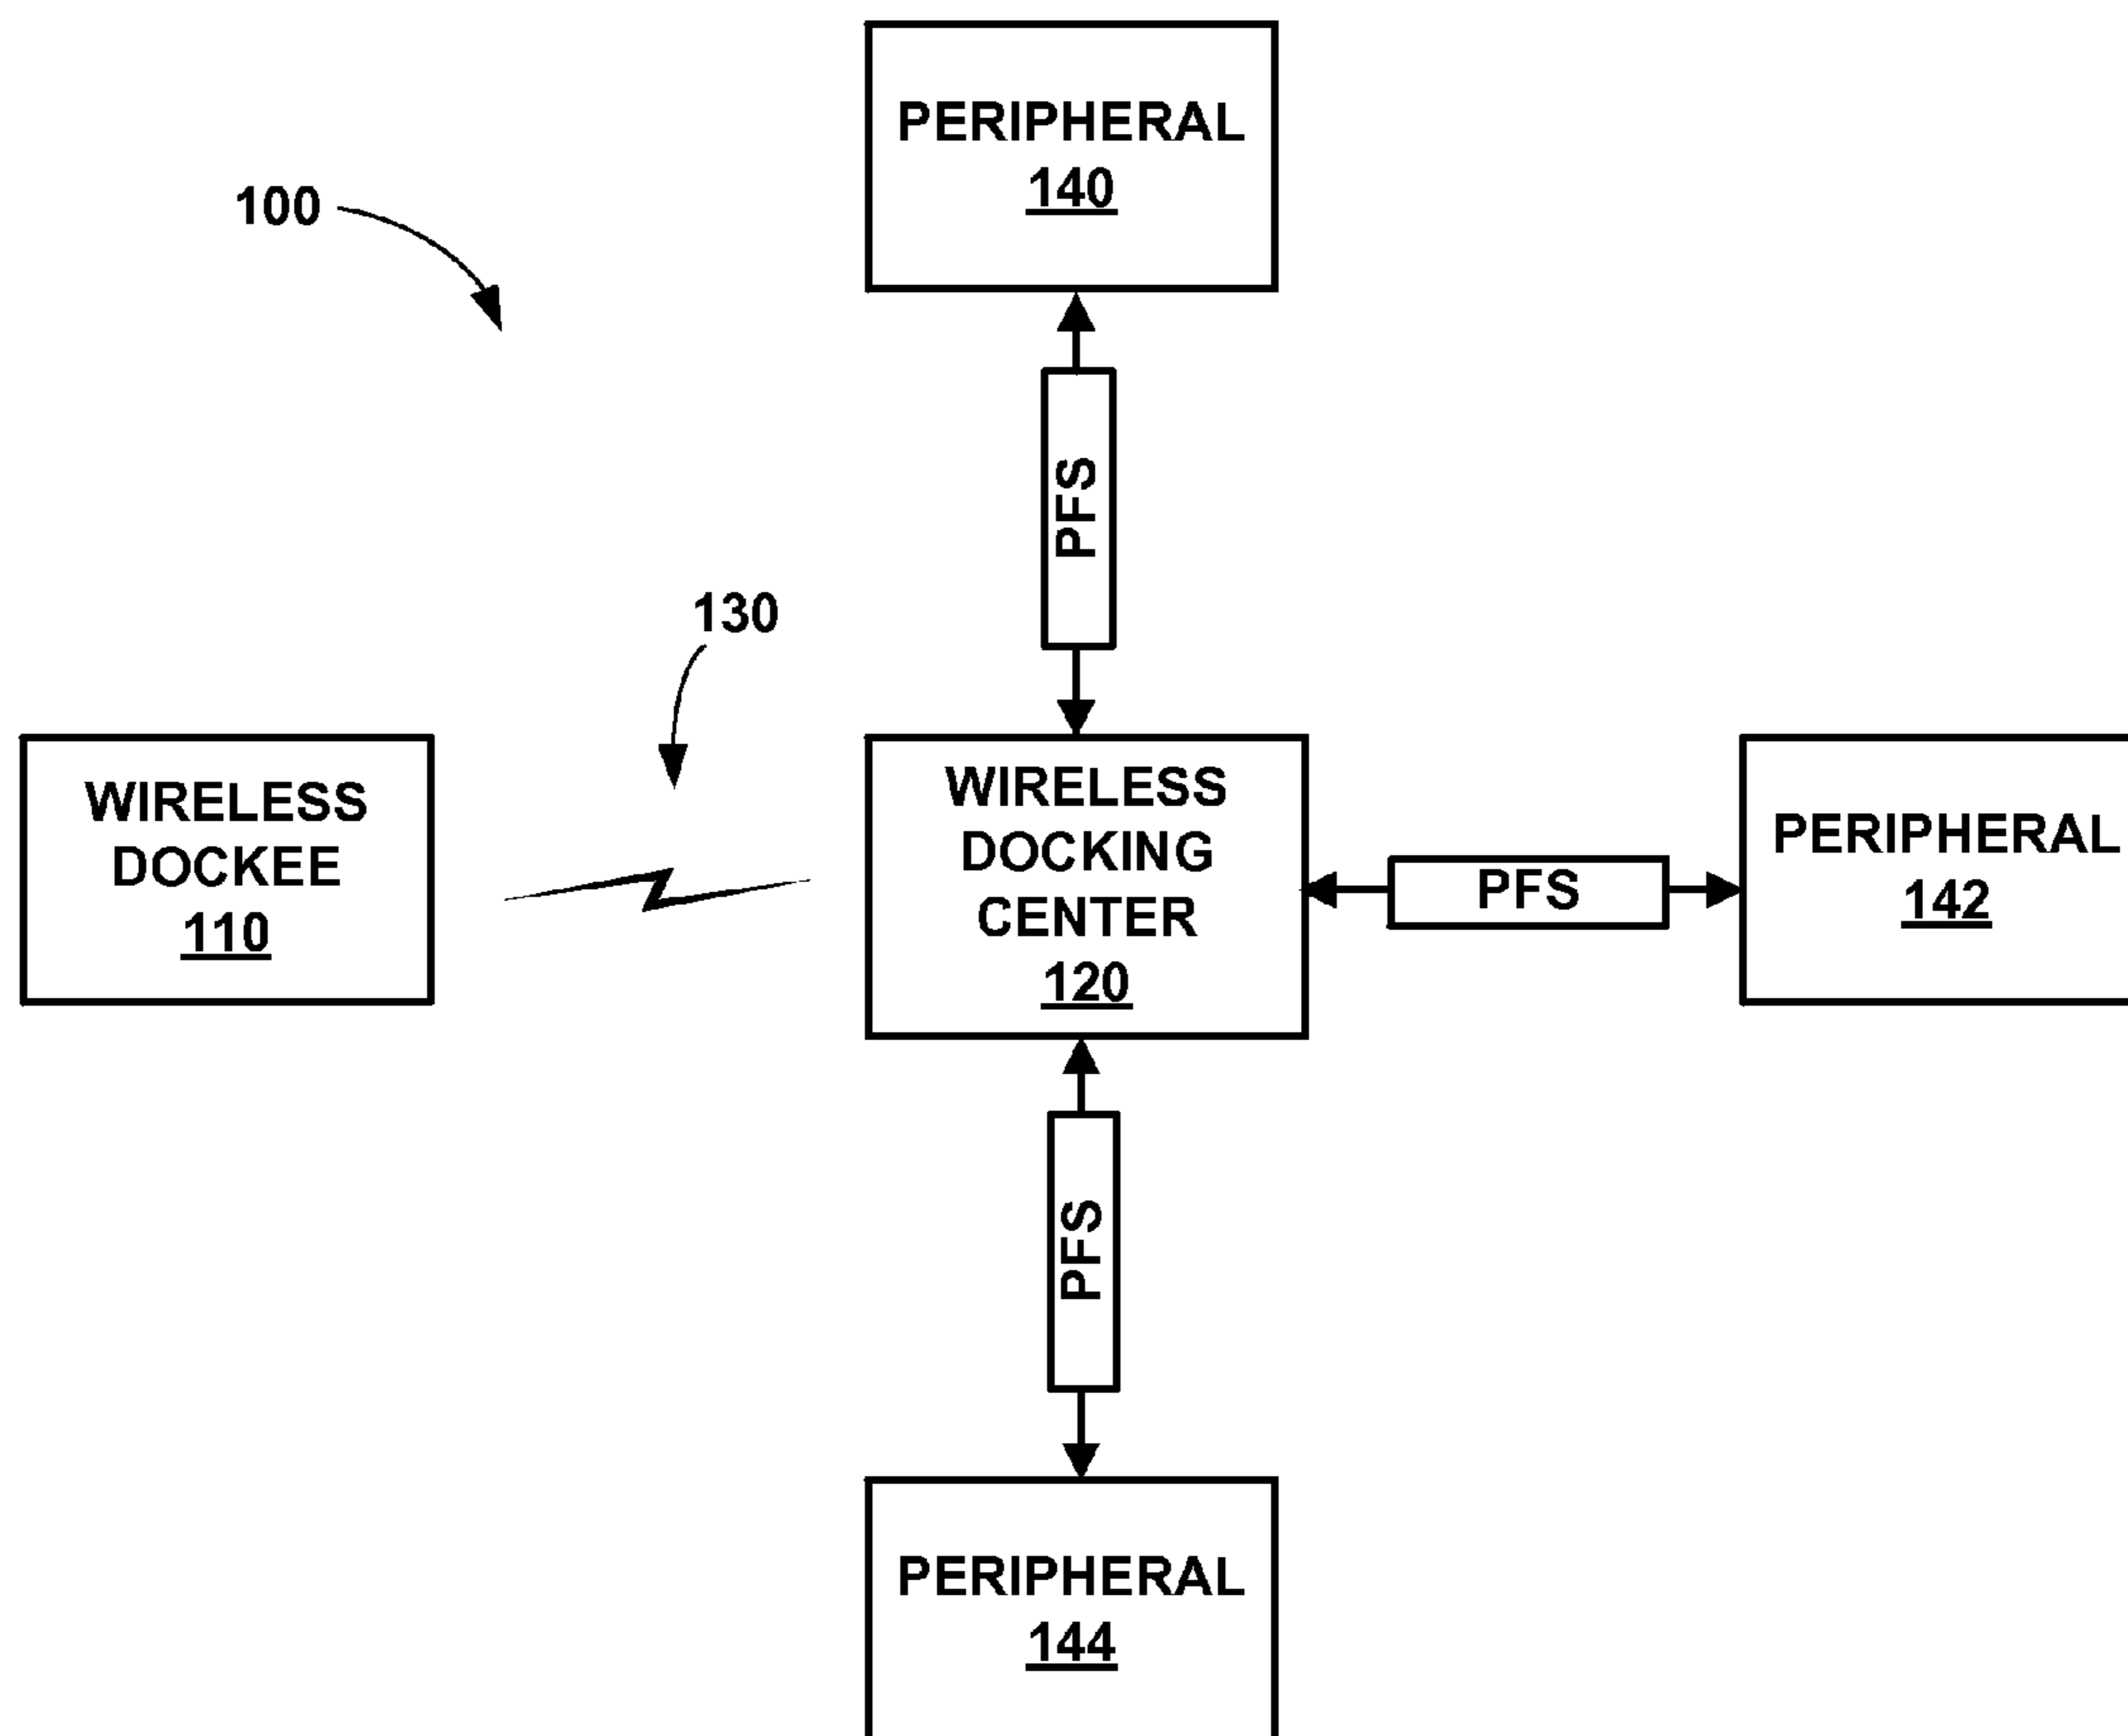 PERIPHERAL
140
100
PFS
130
WIRELESS
DOCKEE
110
WIRELESS
DOCKING
CENTER
120
PFS
PERIPHERAL
142
PFS
PERIPHERAL
144